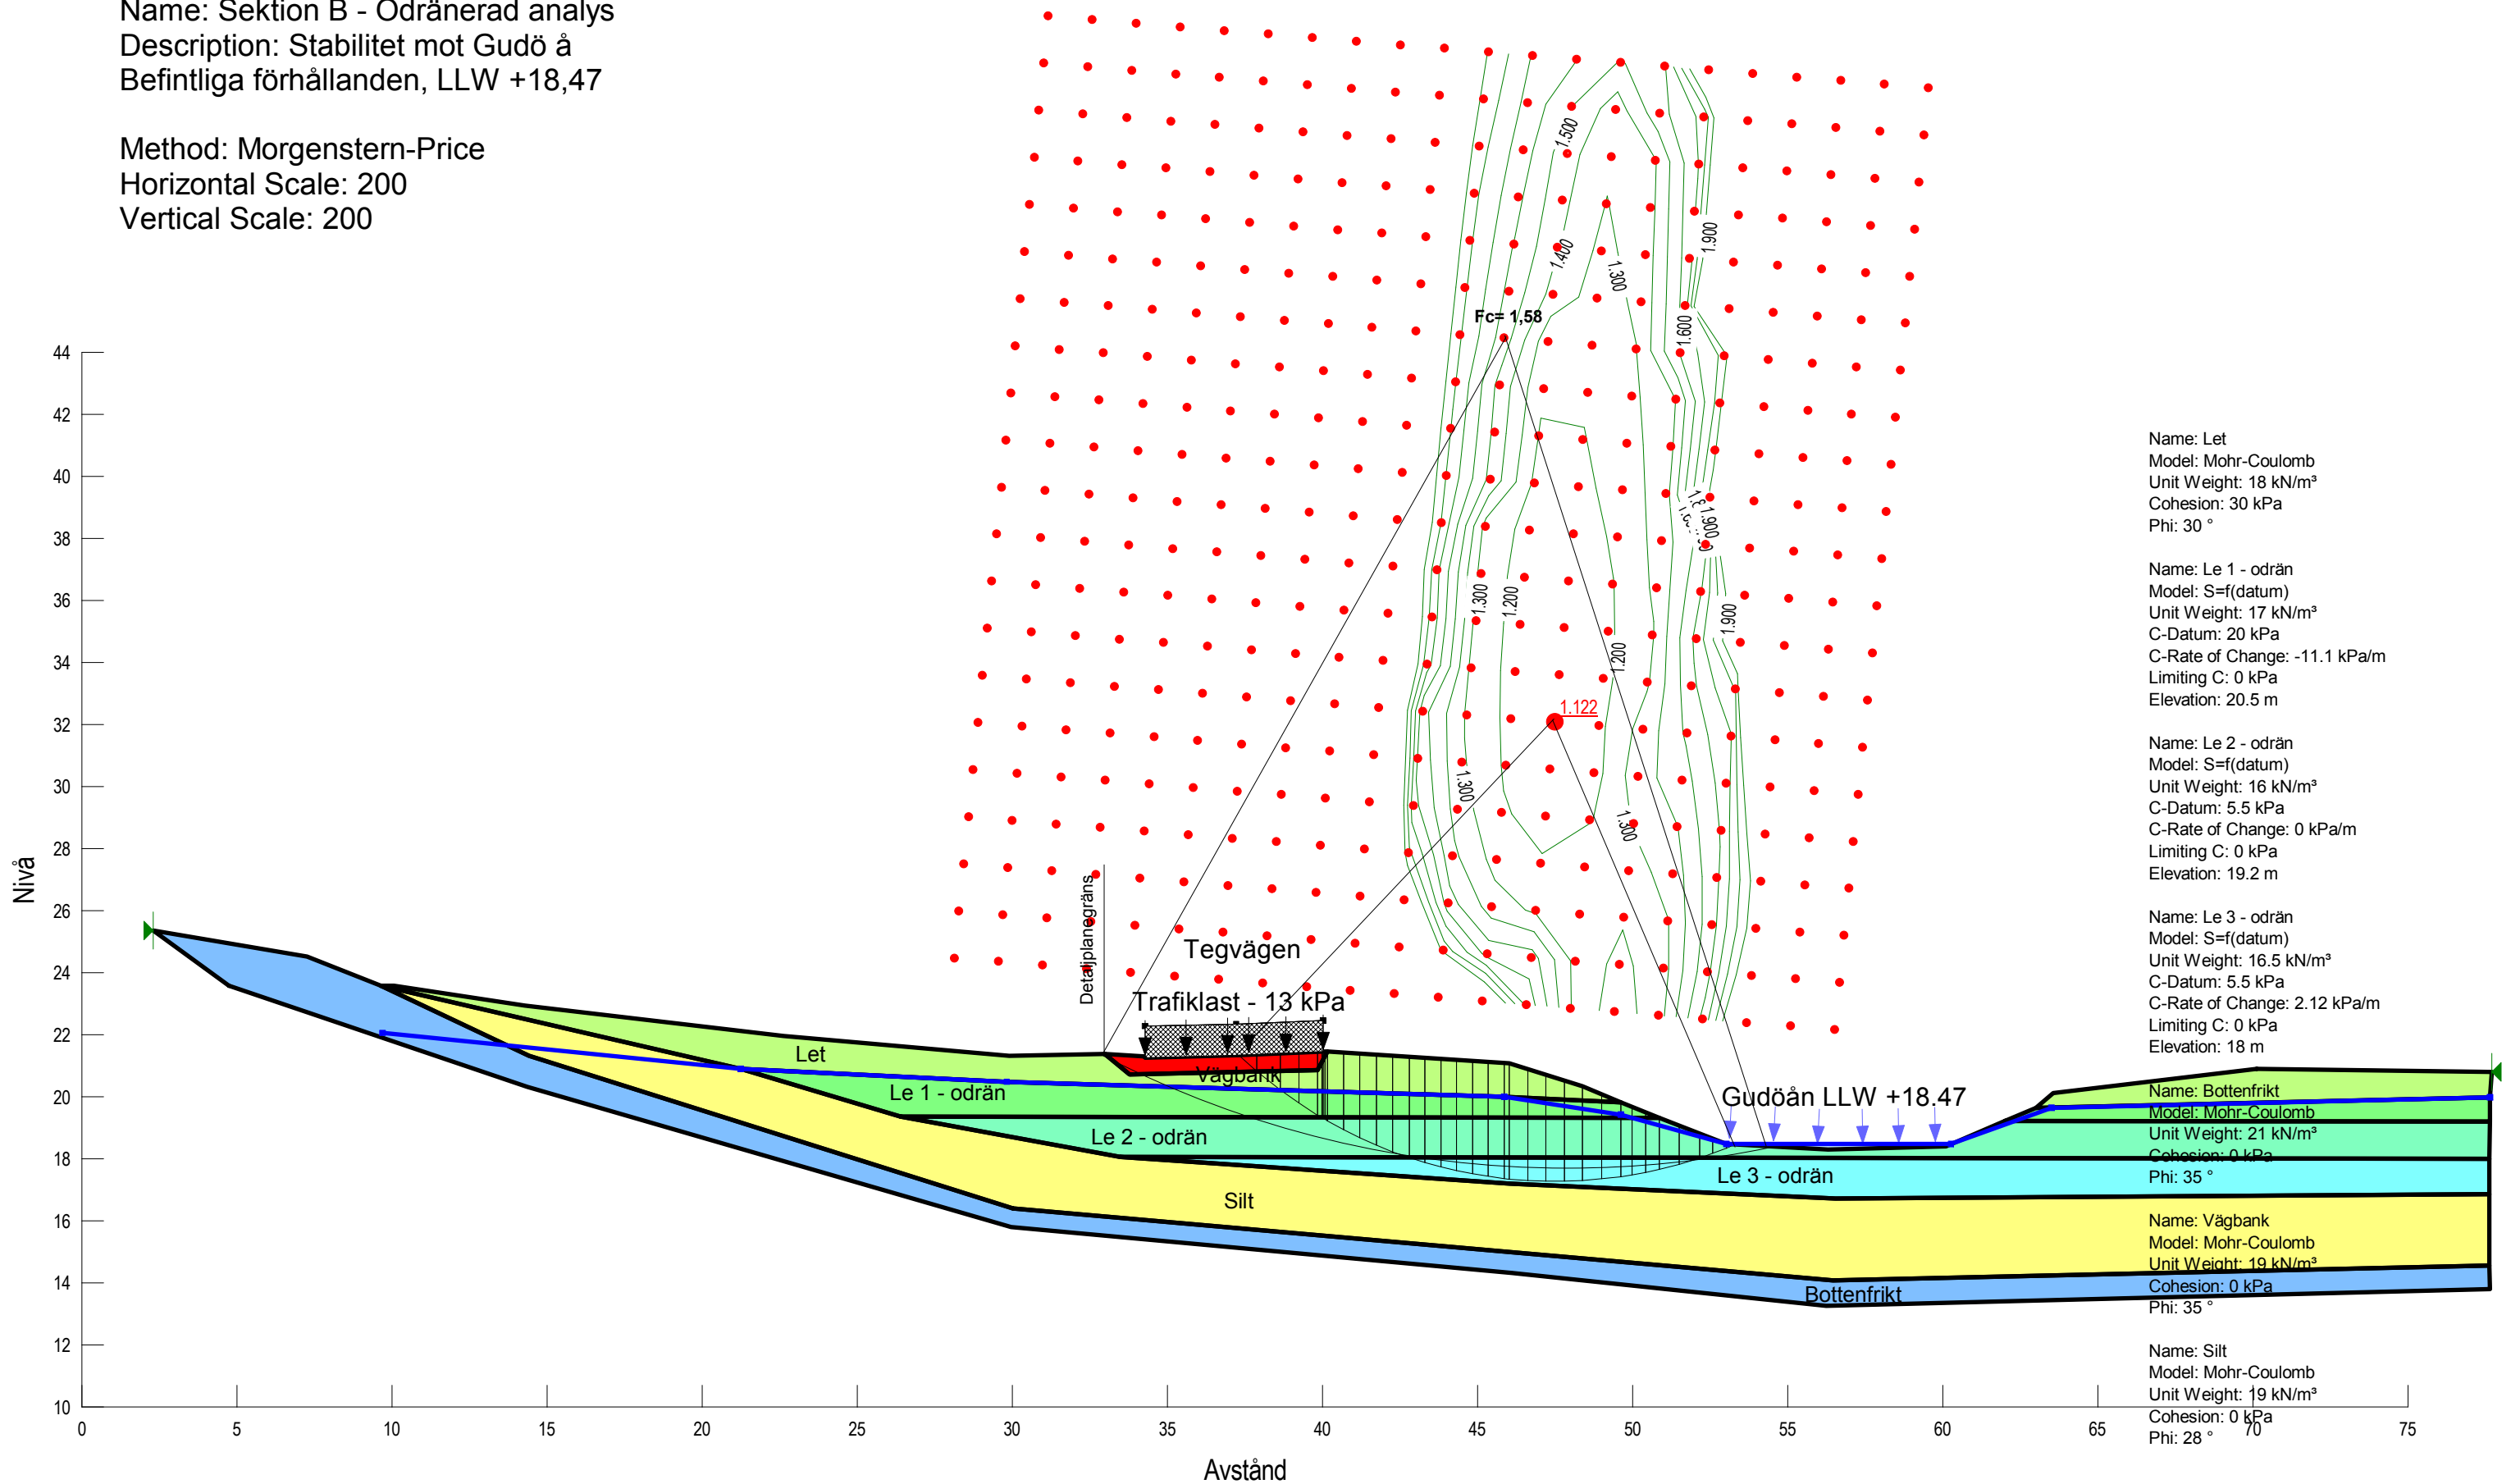 Name: Sektion B - Odränerad analys
Description: Stabilitet mot Gudö å
Befintliga förhållanden, LLW +18,47
Method: Morgenstern-Price
Horizontal Scale: 200
Vertical Scale: 200
1.500
1.400
1.300
1.900
1.600
Fc= 1,58
1.900
1.300
1.200
1.900
1.200
1.122
1.300
1.300
Nivå
44
42
40
38
36
34
32
30
28
26
24
22
20
18
16
14
12
10
0
5
10
15
20
25
30
35
40
45
50
55
60
65
70
75
Avstånd
Detaljplanegräns
Tegvägen
Trafiklast - 13 kPa
Let
Vägbank
Le 1 - odrän
Le 2 - odrän
Gudöån LLW +18.47
Le 3 - odrän
Silt
Bottenfrikt
Name: Let
Model: Mohr-Coulomb
Unit Weight: 18 kN/m³
Cohesion: 30 kPa
Phi: 30 °
Name: Le 1 - odrän
Model: S=f(datum)
Unit Weight: 17 kN/m³
C-Datum: 20 kPa
C-Rate of Change: -11.1 kPa/m
Limiting C: 0 kPa
Elevation: 20.5 m
Name: Le 2 - odrän
Model: S=f(datum)
Unit Weight: 16 kN/m³
C-Datum: 5.5 kPa
C-Rate of Change: 0 kPa/m
Limiting C: 0 kPa
Elevation: 19.2 m
Name: Le 3 - odrän
Model: S=f(datum)
Unit Weight: 16.5 kN/m³
C-Datum: 5.5 kPa
C-Rate of Change: 2.12 kPa/m
Limiting C: 0 kPa
Elevation: 18 m
Name: Bottenfrikt
Model: Mohr-Coulomb
Unit Weight: 21 kN/m³
Cohesion: 0 kPa
Phi: 35 °
Name: Vägbank
Model: Mohr-Coulomb
Unit Weight: 19 kN/m³
Cohesion: 0 kPa
Phi: 35 °
Name: Silt
Model: Mohr-Coulomb
Unit Weight: 19 kN/m³
Cohesion: 0 kPa
Phi: 28 °